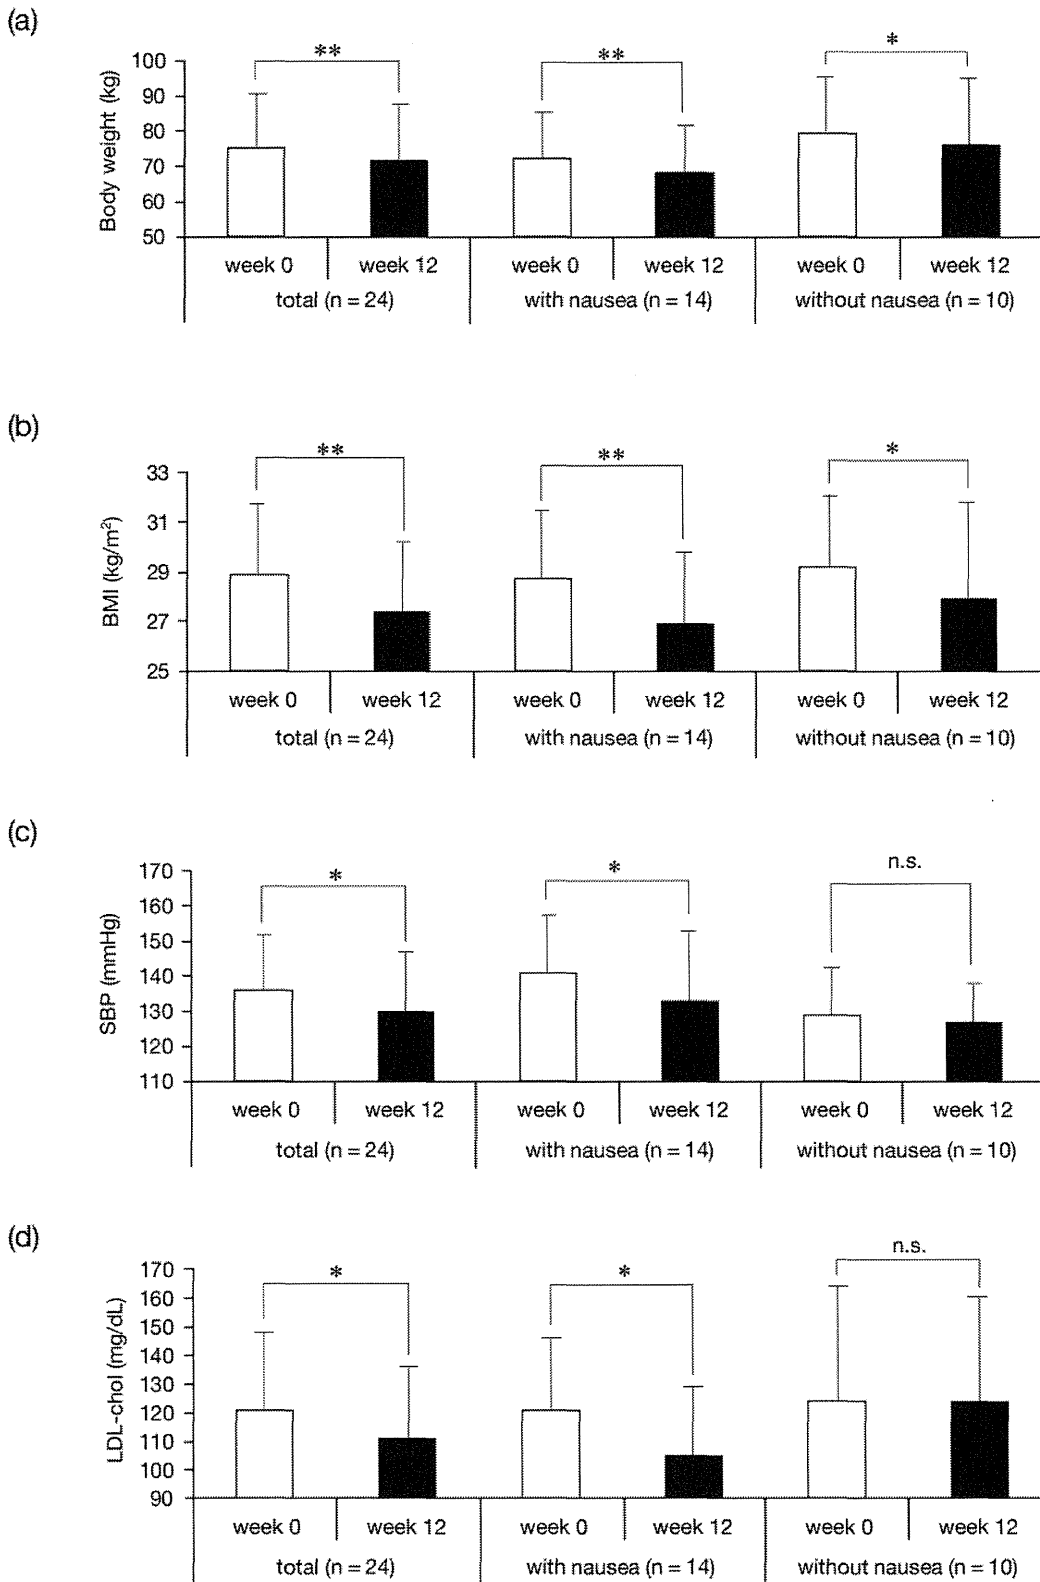 (a)
Body weight (kg)
100
90
80
70
60
50
**
**
*
week 0
week 12
week 0
week 12
week 0
week 12
total (n = 24)
with nausea (n = 14)
without nausea (n = 10)
(b)
BMI (kg/m²)
33
31
29
27
25
**
**
*
week 0
week 12
week 0
week 12
week 0
week 12
total (n = 24)
with nausea (n = 14)
without nausea (n = 10)
(c)
SBP (mmHg)
170
160
150
140
130
120
110
*
*
n.s.
week 0
week 12
week 0
week 12
week 0
week 12
total (n = 24)
with nausea (n = 14)
without nausea (n = 10)
(d)
LDL-chol (mg/dL)
170
160
150
140
130
120
110
100
90
*
*
n.s.
week 0
week 12
week 0
week 12
week 0
week 12
total (n = 24)
with nausea (n = 14)
without nausea (n = 10)